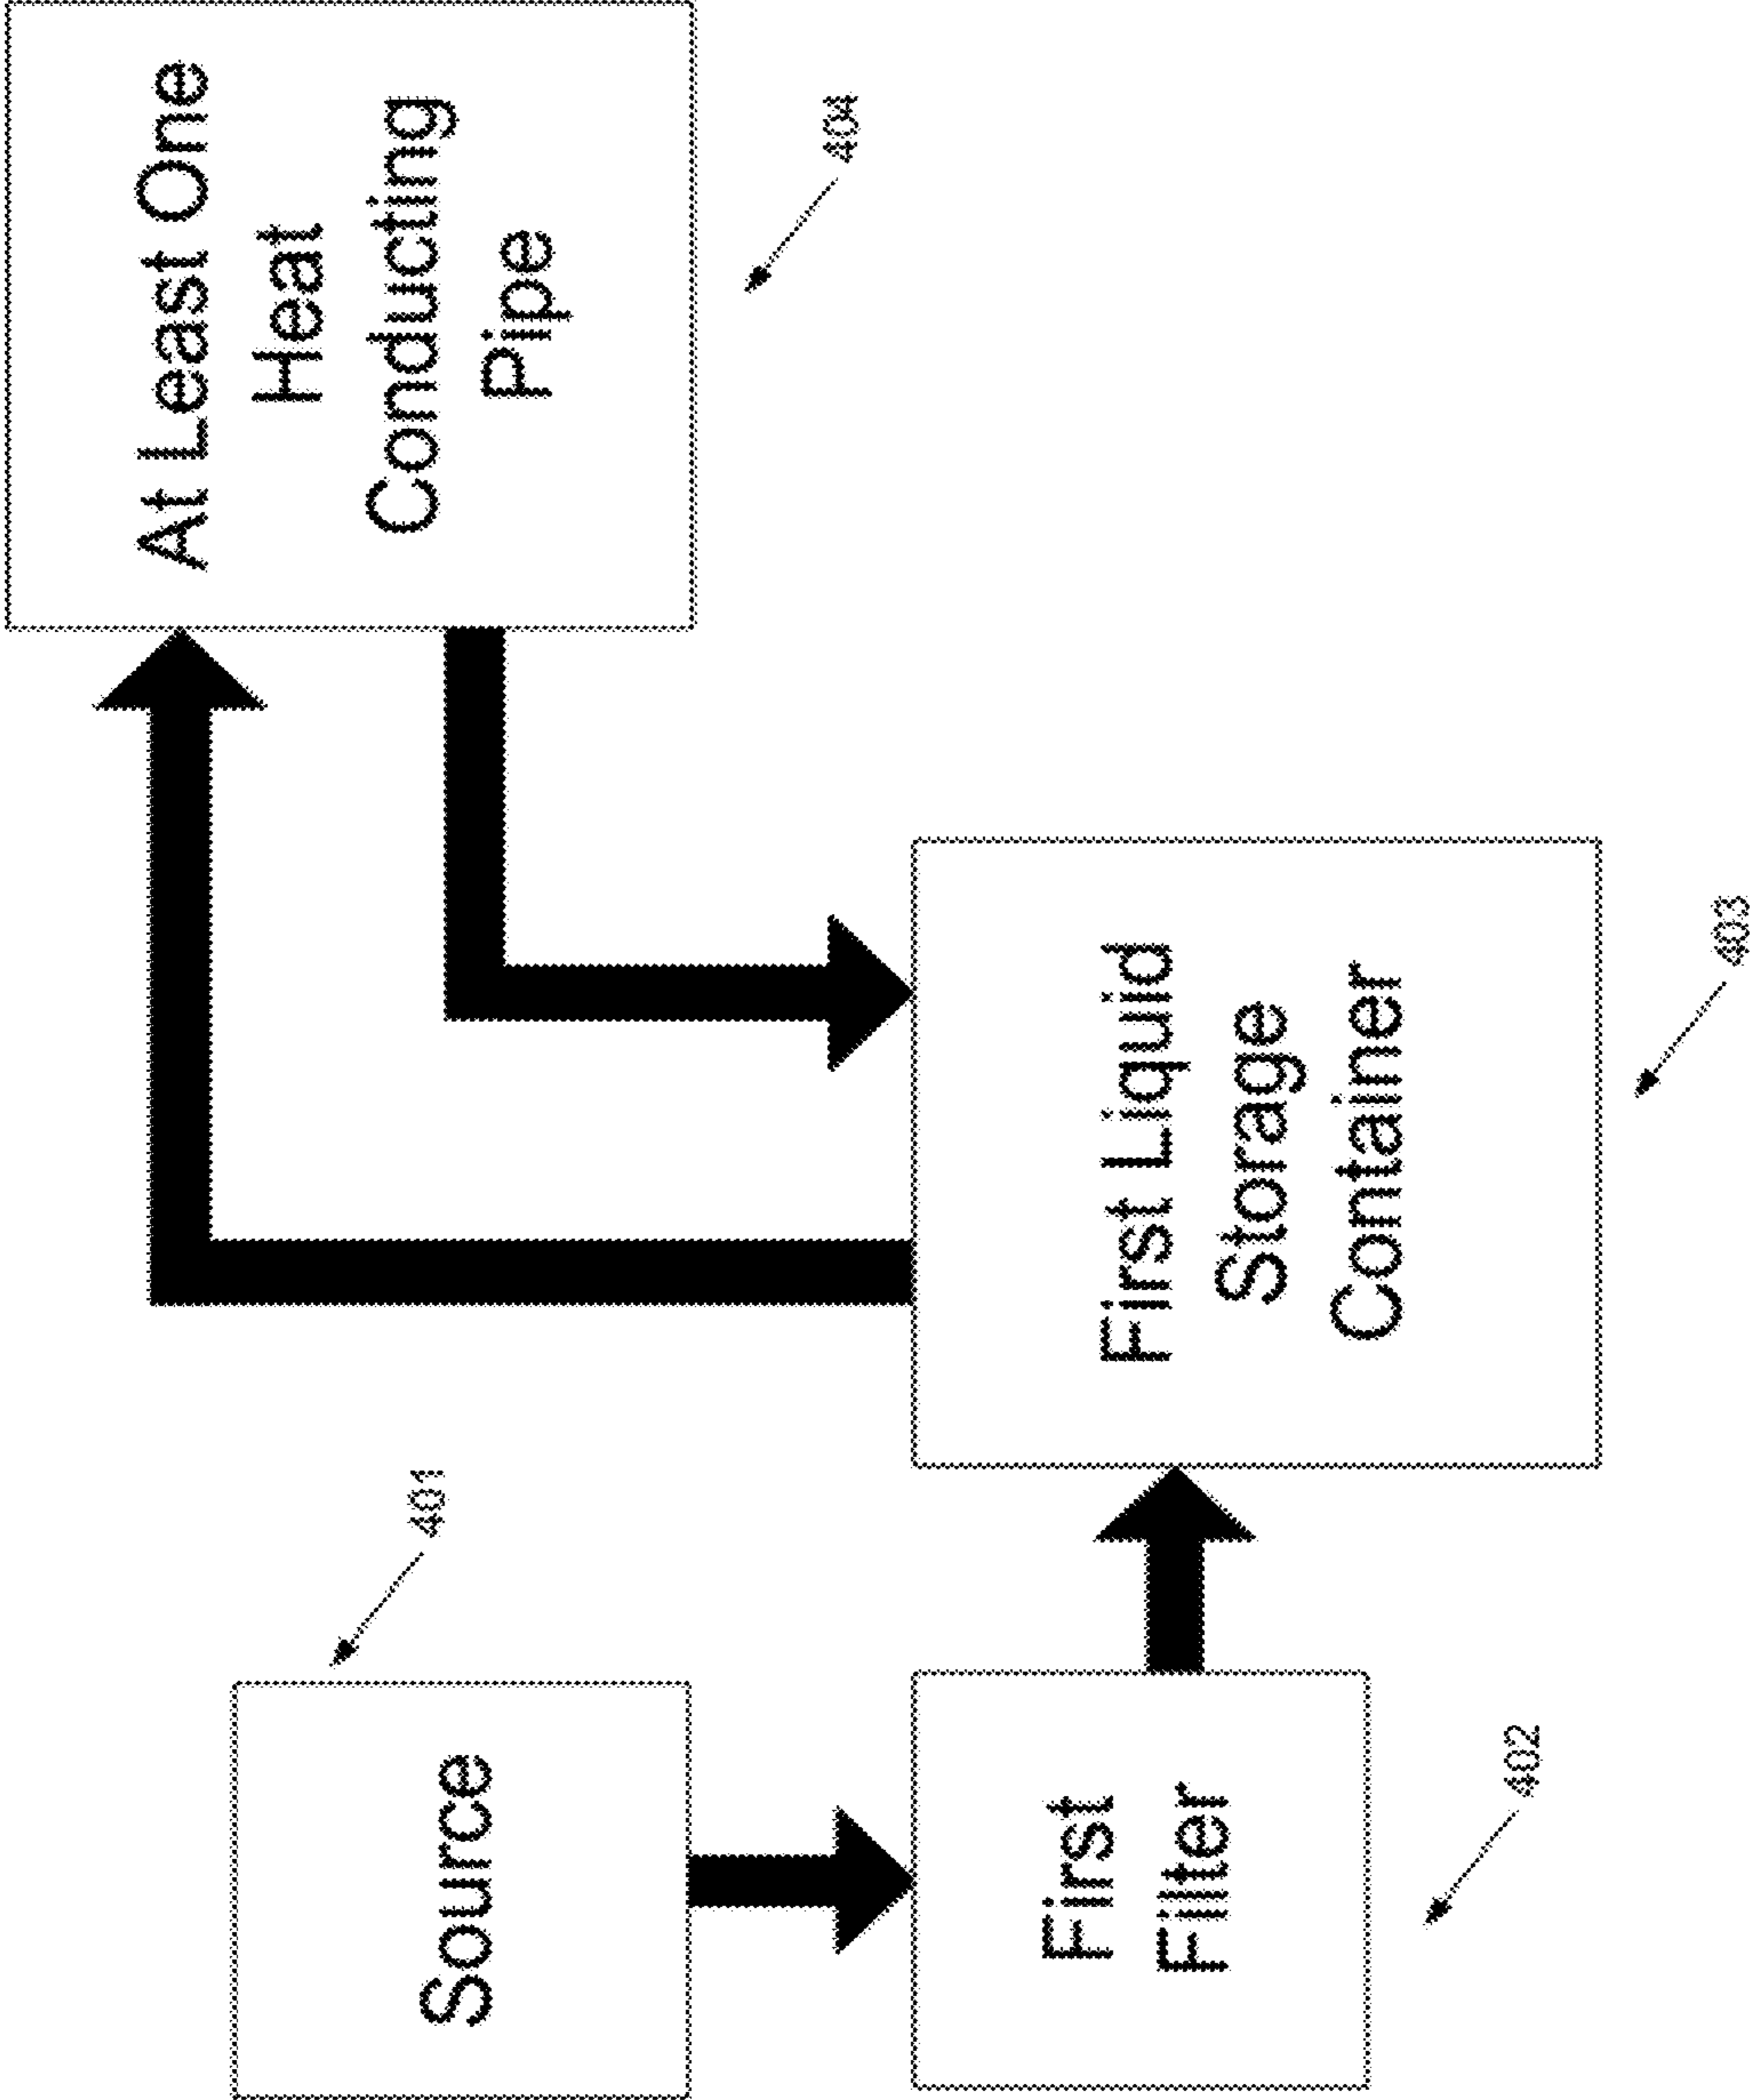 Source
401
First
Filter
402
First Liquid
Storage
Container
403
At Least One
Heat
Conducting
Pipe
404